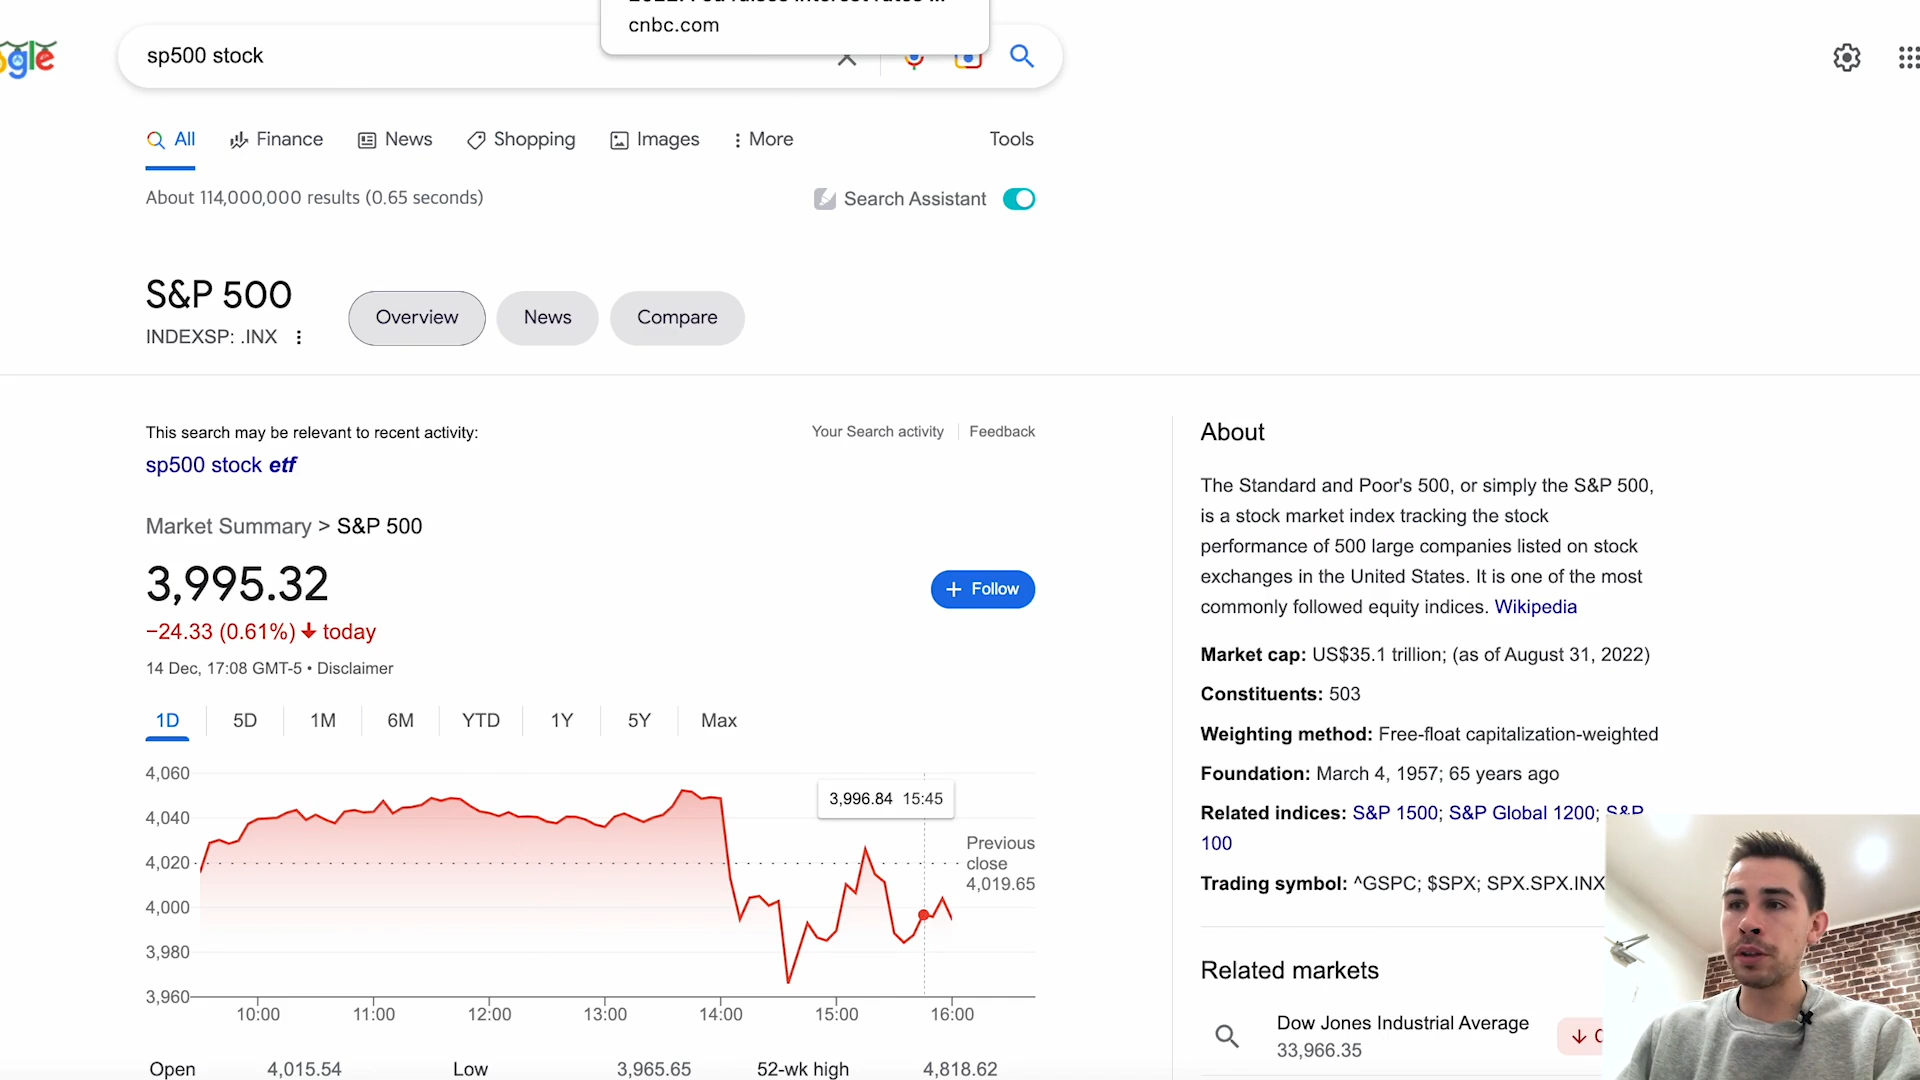 cnbc.com
sp500 stock
All
Finance
News
Shopping
Images
More
Tools
About 114,000,000 results (0.65 seconds)
Search Assistant
S&P 500
INDEXSP: .INX
Overview
News
Compare
This search may be relevant to recent activity:
Your Search activity
Feedback
sp500 stock etf
Market Summary > S&P 500
3,995.32
Follow
−24.33 (0.61%) today
14 Dec, 17:08 GMT-5 • Disclaimer
1D
5D
1M
6M
YTD
1Y
5Y
Max
4,060
4,040
4,020
4,000
3,980
3,960
3,996.84 15:45
Previous
close
4,019.65
10:00
11:00
12:00
13:00
14:00
15:00
16:00
Open 4,015.54
Low 3,965.65
52-wk high 4,818.62
About
The Standard and Poor's 500, or simply the S&P 500,
is a stock market index tracking the stock
performance of 500 large companies listed on stock
exchanges in the United States. It is one of the most
commonly followed equity indices. Wikipedia
Market cap: US$35.1 trillion; (as of August 31, 2022)
Constituents: 503
Weighting method: Free-float capitalization-weighted
Foundation: March 4, 1957; 65 years ago
Related indices: S&P 1500; S&P Global 1200; S&P
100
Trading symbol: ^GSPC; $SPX; SPX.SPX.INX
Related markets
Dow Jones Industrial Average
33,966.35